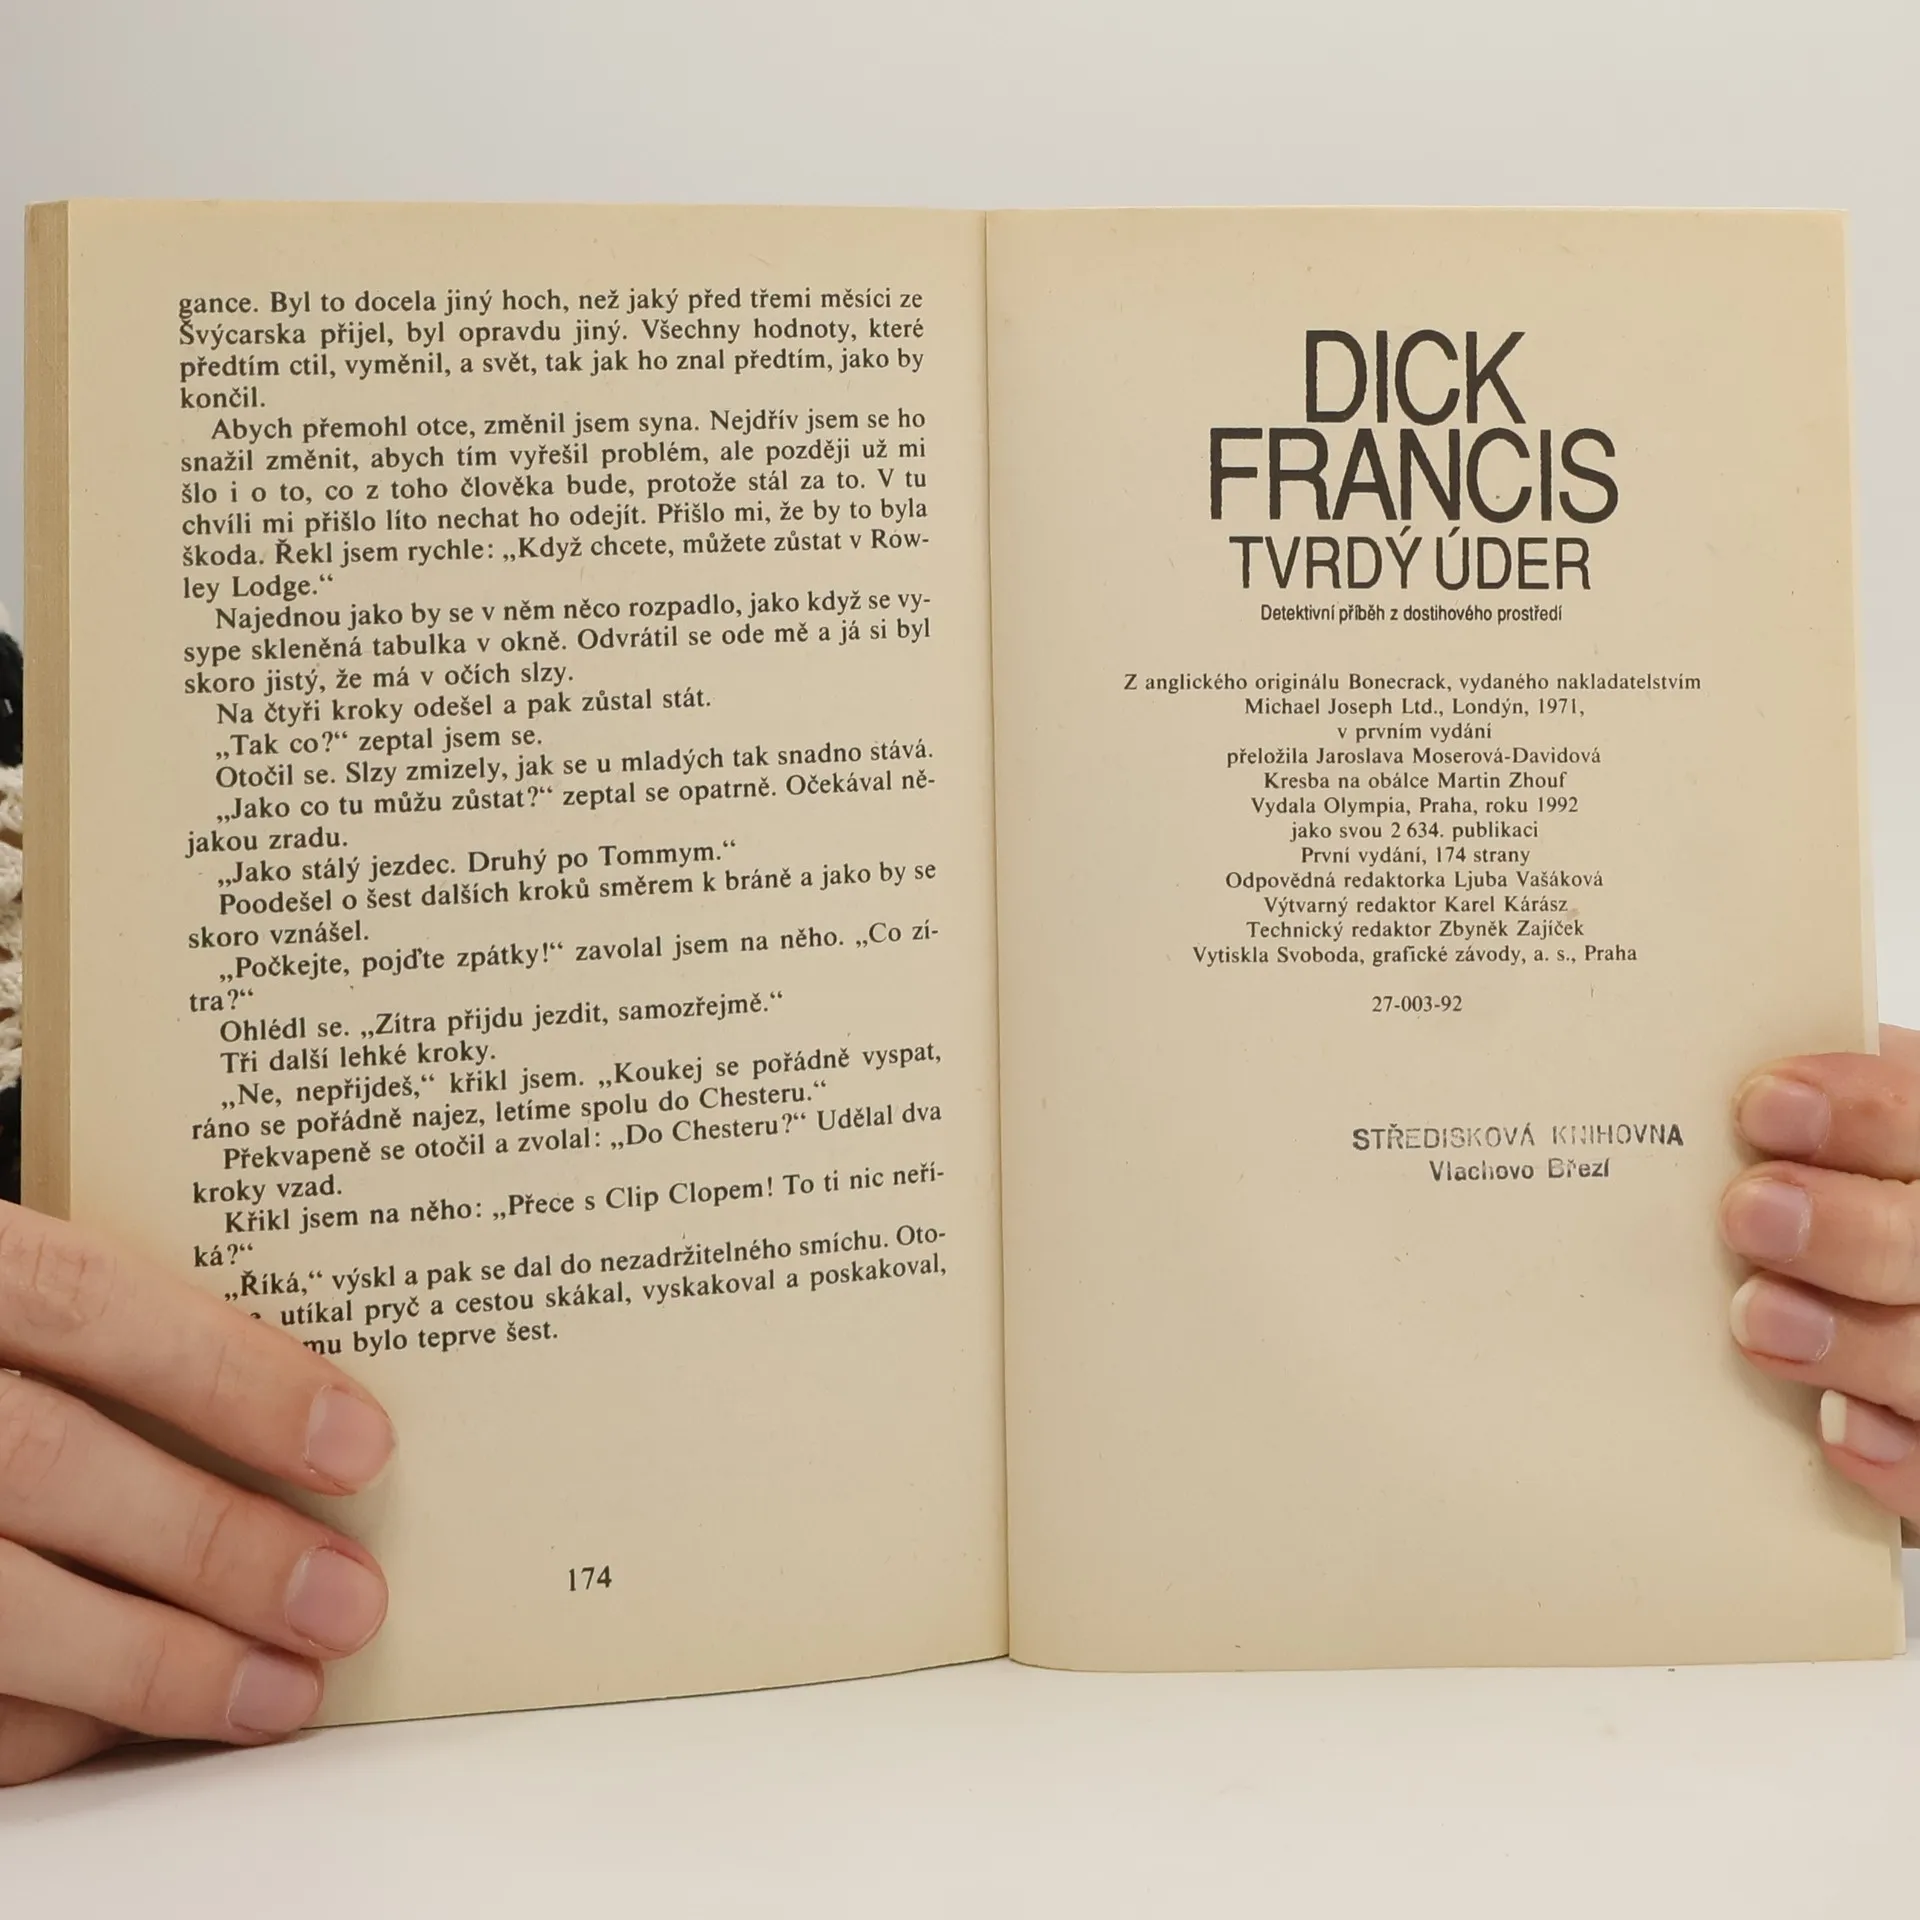 gance. Byl to docela jiný hoch, než jaký před třemi měsíci ze
Švýcarska přijel, byl opravdu jiný. Všechny hodnoty, které
předtím ctil, vyměnil, a svět, tak jak ho znal předtím, jako by
končil.
Abych přemohl otce, změnil jsem syna. Nejdřív jsem se ho
snažil změnit, abych tím vyřešil problém, ale později už mi
šlo i o to, co z toho člověka bude, protože stál za to. V tu
chvíli mi přišlo líto nechat ho odejít. Přišlo mi, že by to byla
škoda. Řekl jsem rychle: „Když chcete, můžete zůstat v Row-
ley Lodge.“
Najednou jako by se v něm něco rozpadlo, jako když se vy-
sype skleněná tabulka v okně. Odvrátil se ode mě a já si byl
skoro jistý, že má v očích slzy.
Na čtyři kroky odešel a pak zůstal stát.
„Tak co?“ zeptal jsem se.
Otočil se. Slzy zmizely, jak se u mladých tak snadno stává.
„Jako co tu můžu zůstat?“ zeptal se opatrně. Očekával ně-
jakou zradu.
„Jako stálý jezdec. Druhý po Tommym.“
Poodešel o šest dalších kroků směrem k bráně a jako by se
skoro vznášel.
„Počkejte, pojďte zpátky!“ zavolal jsem na něho. „Co zí-
tra?“
Ohlédl se. „Zítra přijdu jezdit, samozřejmě.“
Tři další lehké kroky.
„Ne, nepřijdeš,“ křikl jsem. „Koukej se pořádně vyspat,
ráno se pořádně najez, letíme spolu do Chesteru.“
Překvapeně se otočil a zvolal: „Do Chesteru?“ Udělal dva
kroky vzad.
Křikl jsem na něho: „Přece s Clip Clopem! To ti nic neří-
ká?“
„Říká,“ výskl a pak se dal do nezadržitelného smíchu. Oto-
utíkal pryč a cestou skákal, vyskakoval a poskakoval,
mu bylo teprve šest.
174
DICK
FRANCIS
TVRDÝ ÚDER
Detektivní příběh z dostihového prostředí
Z anglického originálu Bonecrack, vydaného nakladatelstvím
Michael Joseph Ltd., Londýn, 1971,
v prvním vydání
přeložila Jaroslava Moserová-Davidová
Kresba na obálce Martin Zhouf
Vydala Olympia, Praha, roku 1992
jako svou 2 634. publikaci
První vydání, 174 strany
Odpovědná redaktorka Ljuba Vašáková
Výtvarný redaktor Karel Kárász
Technický redaktor Zbyněk Zajíček
Vytiskla Svoboda, grafické závody, a. s., Praha
27-003-92
STŘEDISKOVÁ KNIHOVNA
Vlachovo Březí